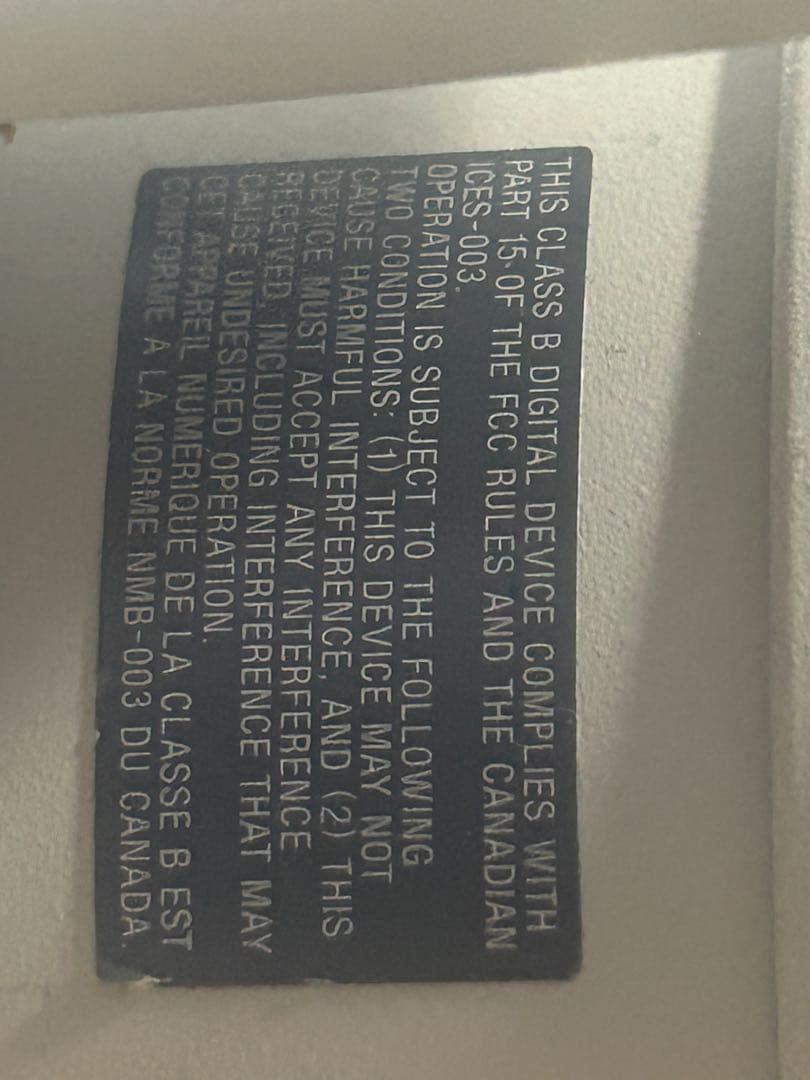 THIS CLASS B DIGITAL DEVICE COMPLIES WITH
PART 15 OF THE FCC RULES AND THE CANADIAN
ICES-003.
OPERATION IS SUBJECT TO THE FOLLOWING
TWO CONDITIONS: (1) THIS DEVICE MAY NOT
CAUSE HARMFUL INTERFERENCE, AND (2) THIS
DEVICE MUST ACCEPT ANY INTERFERENCE
RECEIVED, INCLUDING INTERFERENCE THAT MAY
CAUSE UNDESIRED OPERATION.
CET APPAREIL NUMERIQUE DE LA CLASSE B EST
CONFORME A LA NORME NMB-003 DU CANADA.